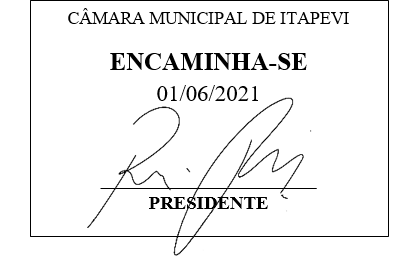 CÂMARA MUNICIPAL DE ITAPEVI
ENCAMINHA-SE
01/06/2021
PRESIDENTE